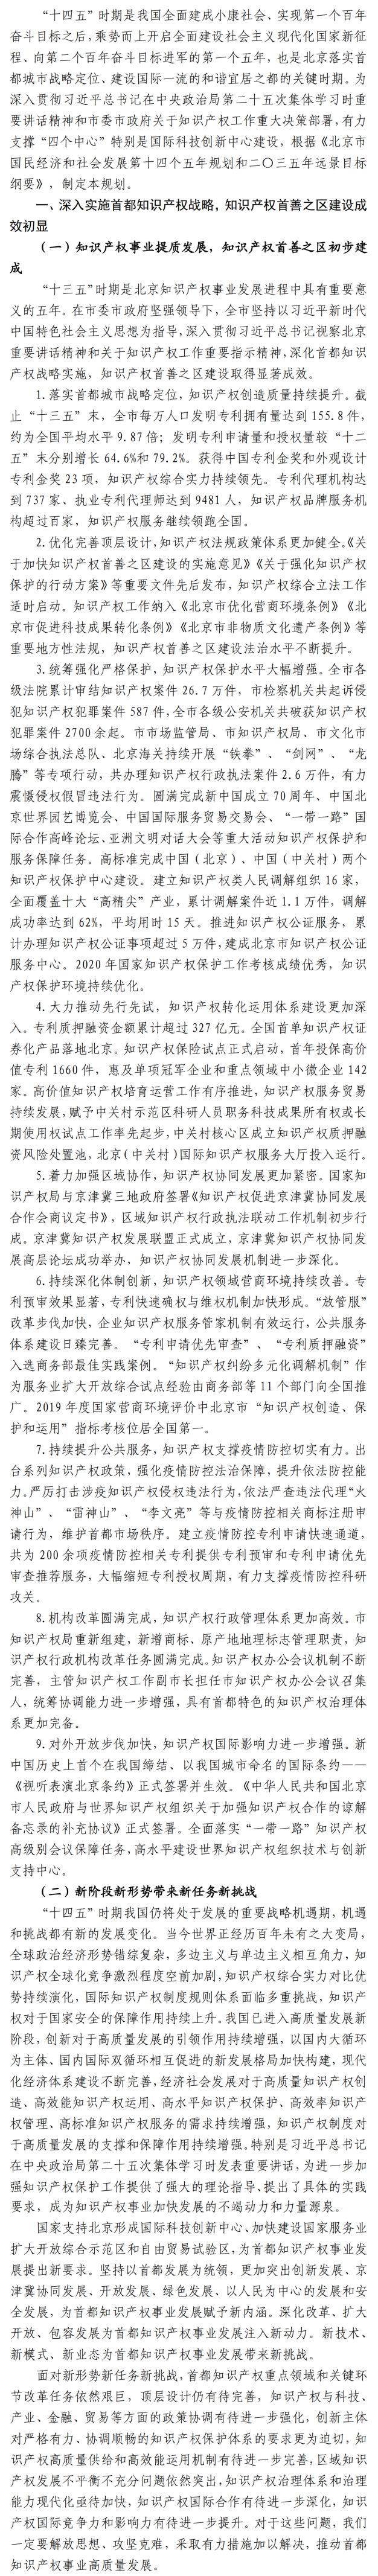 “十四五”时期是我国全面建成小康社会、实现第一个百年
奋斗目标之后，乘势而上开启全面建设社会主义现代化国家新征
程、向第二个百年奋斗目标进军的第一个五年，也是北京落实首
都城市战略定位、建设国际一流的和谐宜居之都的关键时期。为
深入贯彻习近平总书记在中央政治局第二十五次集体学习时重
要讲话精神和市委市政府关于知识产权工作重大决策部署，有力
支撑“四个中心”特别是国际科技创新中心建设，根据《北京市
国民经济和社会发展第十四个五年规划和二〇三五年远景目标
纲要》，制定本规划。
一、深入实施首都知识产权战略，知识产权首善之区建设成
效初显
（一）知识产权事业提质发展，知识产权首善之区初步建
成
“十三五”时期是北京知识产权事业发展进程中具有重要意
义的五年。在市委市政府坚强领导下，全市坚持以习近平新时代
中国特色社会主义思想为指导，深入贯彻习近平总书记视察北京
重要讲话精神和关于知识产权工作重要指示精神，深化首都知识
产权战略实施，知识产权首善之区建设取得显著成效。
1.落实首都城市战略定位，知识产权创造质量持续提升。截
止“十三五”末，全市每万人口发明专利拥有量达到 155.8 件，
约为全国平均水平 9.87 倍；发明专利申请量和授权量较“十二
五”末分别增长 64.6%和 79.2%。获得中国专利金奖和外观设计
专利金奖 23 项，知识产权综合实力持续领先。专利代理机构达
到 737 家、执业专利代理师达到 9481 人，知识产权品牌服务机
构超过百家，知识产权服务继续领跑全国。
2.优化完善顶层设计，知识产权法规政策体系更加健全。《关
于加快知识产权首善之区建设的实施意见》《关于强化知识产权
保护的行动方案》等重要文件先后发布，知识产权综合立法工作
适时启动。知识产权工作纳入《北京市优化营商环境条例》《北
京市促进科技成果转化条例》《北京市非物质文化遗产条例》等
重要地方性法规，知识产权首善之区建设法治水平不断提升。
3.统筹强化严格保护，知识产权保护水平大幅增强。全市各
级法院累计审结知识产权案件 26.7 万件，市检察机关共起诉侵
犯知识产权犯罪案件 587 件，全市各级公安机关共破获知识产权
犯罪案件 2700 余起。市市场监管局、市知识产权局、市文化市
场综合执法总队、北京海关持续开展“铁拳”、“剑网”、“龙
腾”等专项行动，共办理知识产权行政执法案件 2.6 万件，有力
震慑侵权假冒违法行为。圆满完成新中国成立 70 周年、中国北
京世界园艺博览会、中国国际服务贸易交易会、“一带一路”国
际合作高峰论坛、亚洲文明对话大会等重大活动知识产权保护和
服务保障任务。高标准完成中国（北京）、中国（中关村）两个
知识产权保护中心建设。建立知识产权类人民调解组织 16 家，
全面覆盖十大“高精尖”产业，累计调解案件近 1.1 万件，调解
成功率达到 62%，平均用时 15 天。推进知识产权公证服务，累
计办理知识产权公证事项超过 5 万件，建成北京市知识产权公证
服务中心。2020 年国家知识产权保护工作考核成绩优秀，知识
产权保护环境持续优化。
4.大力推动先行先试，知识产权转化运用体系建设更加深
入。专利质押融资金额累计超过 327 亿元。全国首单知识产权证
券化产品落地北京。知识产权保险试点正式启动，首年投保高价
值专利 1660 件，惠及单项冠军企业和重点领域中小微企业 142
家。高价值知识产权培育运营工作有序推进，知识产权服务贸易
持续发展，赋予中关村示范区科研人员职务科技成果所有权或长
期使用权试点工作率先起步，中关村核心区成立知识产权质押融
资风险处置池，北京（中关村）国际知识产权服务大厅投入运行。
5.着力加强区域协作，知识产权协同发展更加紧密。国家知
识产权局与京津冀三地政府签署《知识产权促进京津冀协同发展
合作会商议定书》，区域知识产权行政执法联动工作机制初步行
成。京津冀知识产权发展联盟正式成立，京津冀知识产权协同发
展高层论坛成功举办，知识产权协同发展机制进一步深化。
6.持续深化体制创新，知识产权领域营商环境持续改善。专
利预审效果显著，专利快速确权与维权机制加快形成。“放管服”
改革步伐加快，企业知识产权服务管家机制有效运行，公共服务
体系建设日臻完善。“专利申请优先审查”、“专利质押融资”
入选商务部最佳实践案例。“知识产权纠纷多元化调解机制”作
为服务业扩大开放综合试点经验由商务部等 11 个部门向全国推
广。2019 年度国家营商环境评价中北京市“知识产权创造、保
护和运用”指标考核位居全国第一。
7.持续提升公共服务，知识产权支撑疫情防控切实有力。出
台系列知识产权政策，强化疫情防控法治保障，提升依法防控能
力。严厉打击涉疫知识产权侵权违法行为，依法严查违法代理“火
神山”、“雷神山”、“李文亮”等与疫情防控相关商标注册申
请行为，维护首都市场秩序。建立疫情防控专利申请快速通道，
共为 200 余项疫情防控相关专利提供专利预审和专利申请优先
审查推荐服务，大幅缩短专利授权周期，有力支撑疫情防控科研
攻关。
8.机构改革圆满完成，知识产权行政管理体系更加高效。市
知识产权局重新组建，新增商标、原产地地理标志管理职责，知
识产权行政机构改革任务圆满完成。知识产权办公会议机制不断
完善，主管知识产权工作副市长担任市知识产权办公会议召集
人，统筹协调能力进一步增强，具有首都特色的知识产权治理体
系更加完备。
9.对外开放步伐加快，知识产权国际影响力进一步增强。新
中国历史上首个在我国缔结、以我国城市命名的国际条约——
《视听表演北京条约》正式签署并生效。《中华人民共和国北京
市人民政府与世界知识产权组织关于加强知识产权合作的谅解
备忘录的补充协议》正式签署。全面落实“一带一路”知识产权
高级别会议保障任务，高水平建设世界知识产权组织技术与创新
支持中心。
（二）新阶段新形势带来新任务新挑战
“十四五”时期我国仍将处于发展的重要战略机遇期，机遇
和挑战都有新的发展变化。当今世界正经历百年未有之大变局，
全球政治经济形势错综复杂，多边主义与单边主义相互角力，知
识产权全球化竞争激烈程度空前加剧，知识产权综合实力对比优
势持续演化，国际知识产权制度规则体系面临多重挑战，知识产
权对于国家安全的保障作用持续上升。我国已进入高质量发展新
阶段，创新对于高质量发展的引领作用持续增强，以国内大循环
为主体、国内国际双循环相互促进的新发展格局加快构建，现代
化经济体系建设不断完善，经济社会发展对于高质量知识产权创
造、高效能知识产权运用、高水平知识产权保护、高效率知识产
权管理、高标准知识产权服务的需求持续增强，知识产权制度对
于高质量发展的支撑和保障作用持续增强。特别是习近平总书记
在中央政治局第二十五次集体学习时发表重要讲话，为进一步加
强知识产权保护工作提供了强大的理论指导、提出了具体的实践
要求，成为知识产权事业加快发展的不竭动力和力量源泉。
国家支持北京形成国际科技创新中心、加快建设国家服务业
扩大开放综合示范区和自由贸易试验区，为首都知识产权事业发
展提出新要求。坚持以首都发展为统领，更加突出创新发展、京
津冀协同发展、开放发展、绿色发展、以人民为中心的发展和安
全发展，为首都知识产权事业发展赋予新内涵。深化改革、扩大
开放、包容发展为首都知识产权事业发展注入新动力。新技术、
新模式、新业态为首都知识产权事业发展带来新挑战。
面对新形势新任务新挑战，首都知识产权重点领域和关键环
节改革任务依然艰巨，顶层设计仍有待完善，知识产权与科技、
产业、金融、贸易等方面的政策协调有待进一步强化，创新主体
对严格有力、协调顺畅的知识产权保护体系的要求更为迫切，知
识产权高质量供给和高效能运用机制有待进一步完善，区域知识
产权发展不平衡不充分问题依然突出，知识产权治理体系和治理
能力现代化亟待加快，知识产权国际合作有待进一步深化，知识
产权国际竞争力和影响力有待进一步提升。对于这些问题，我们
一定要解放思想、攻坚克难，采取有力措施加以解决，推动首都
知识产权事业高质量发展。